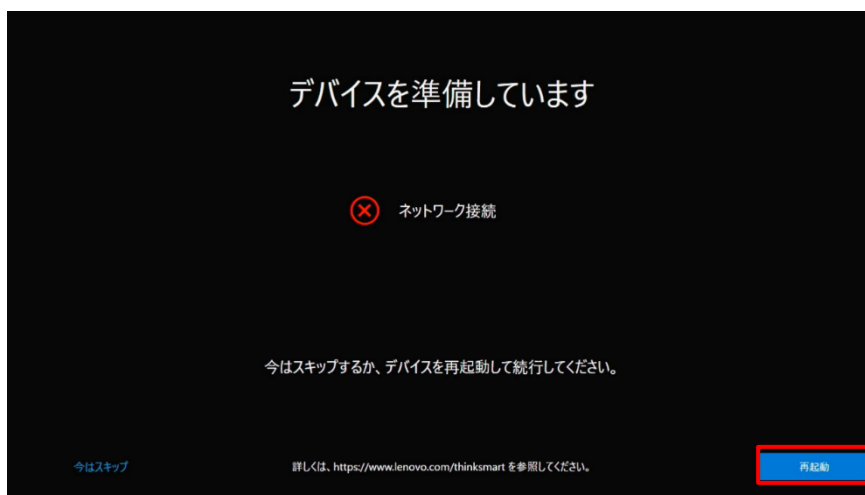 デバイスを準備しています
ネットワーク接続
今はスキップするか、デバイスを再起動して続行してください。
今はスキップ
詳しくは、https://www.lenovo.com/thinksmart を参照してください。
再起動